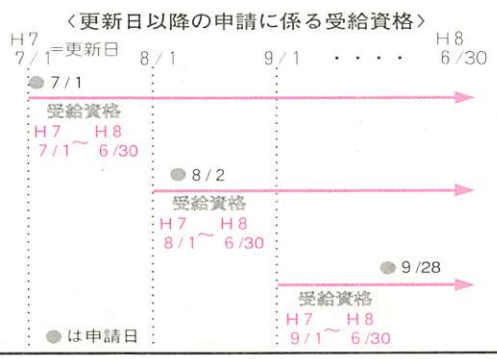 〈更新日以降の申請に係る受給資格〉
H7
7/1=更新日 8/1 9/1 ・・・・ H8 6/30
●7/1
受給資格
H7 H8
7/1〜6/30
●8/2
受給資格
H7 H8
8/1〜6/30
●9/28
受給資格
H7 H8
9/1〜6/30
●は申請日